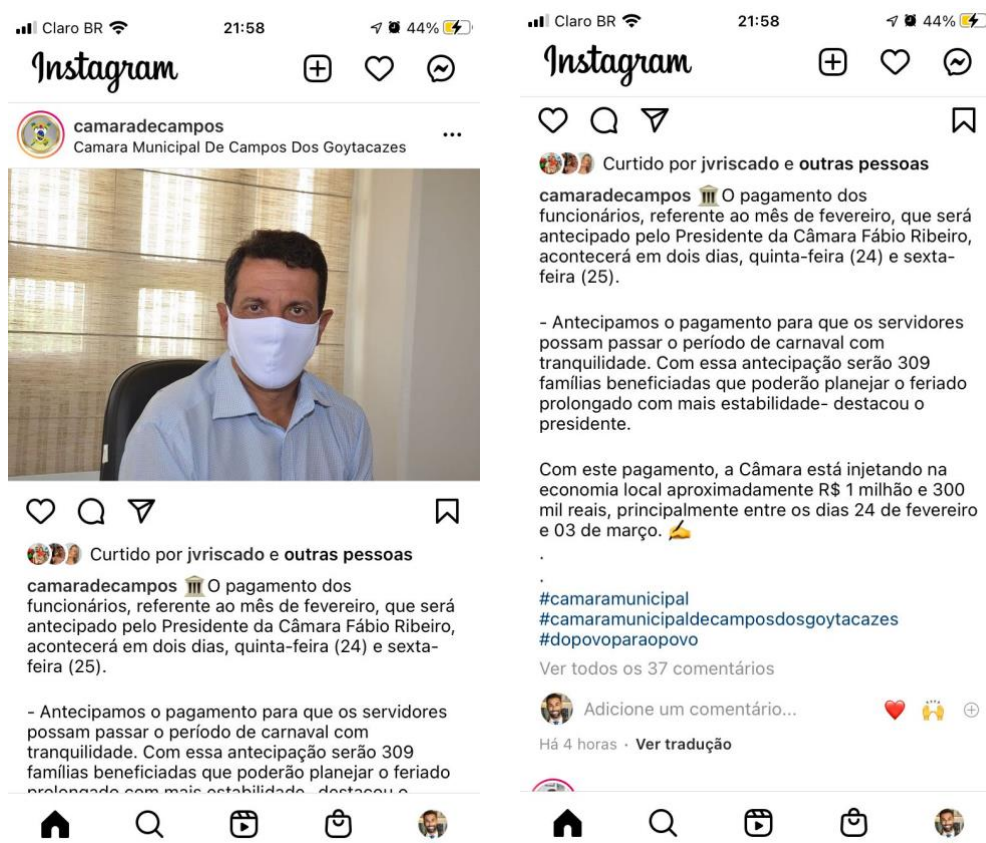 Claro BR
21:58
44%
Instagram
camaradecampos
Camara Municipal De Campos Dos Goytacazes
Curtido por jvriscado e outras pessoas
camaradecampos 🏛️ O pagamento dos
funcionários, referente ao mês de fevereiro, que será
antecipado pelo Presidente da Câmara Fábio Ribeiro,
acontecerá em dois dias, quinta-feira (24) e sexta-
feira (25).
- Antecipamos o pagamento para que os servidores
possam passar o período de carnaval com
tranquilidade. Com essa antecipação serão 309
famílias beneficiadas que poderão planejar o feriado
prolongado com mais estabilidade- destacou o
Claro BR
21:58
44%
Instagram
Curtido por jvriscado e outras pessoas
camaradecampos 🏛️ O pagamento dos
funcionários, referente ao mês de fevereiro, que será
antecipado pelo Presidente da Câmara Fábio Ribeiro,
acontecerá em dois dias, quinta-feira (24) e sexta-
feira (25).
- Antecipamos o pagamento para que os servidores
possam passar o período de carnaval com
tranquilidade. Com essa antecipação serão 309
famílias beneficiadas que poderão planejar o feriado
prolongado com mais estabilidade- destacou o
presidente.
Com este pagamento, a Câmara está injetando na
economia local aproximadamente R$ 1 milhão e 300
mil reais, principalmente entre os dias 24 de fevereiro
e 03 de março. ✍️
.
.
#camaramunicipal
#camaramunicipaldecamposdosgoytacazes
#dopovoparaopovo
Ver todos os 37 comentários
Adicione um comentário...
Há 4 horas · Ver tradução